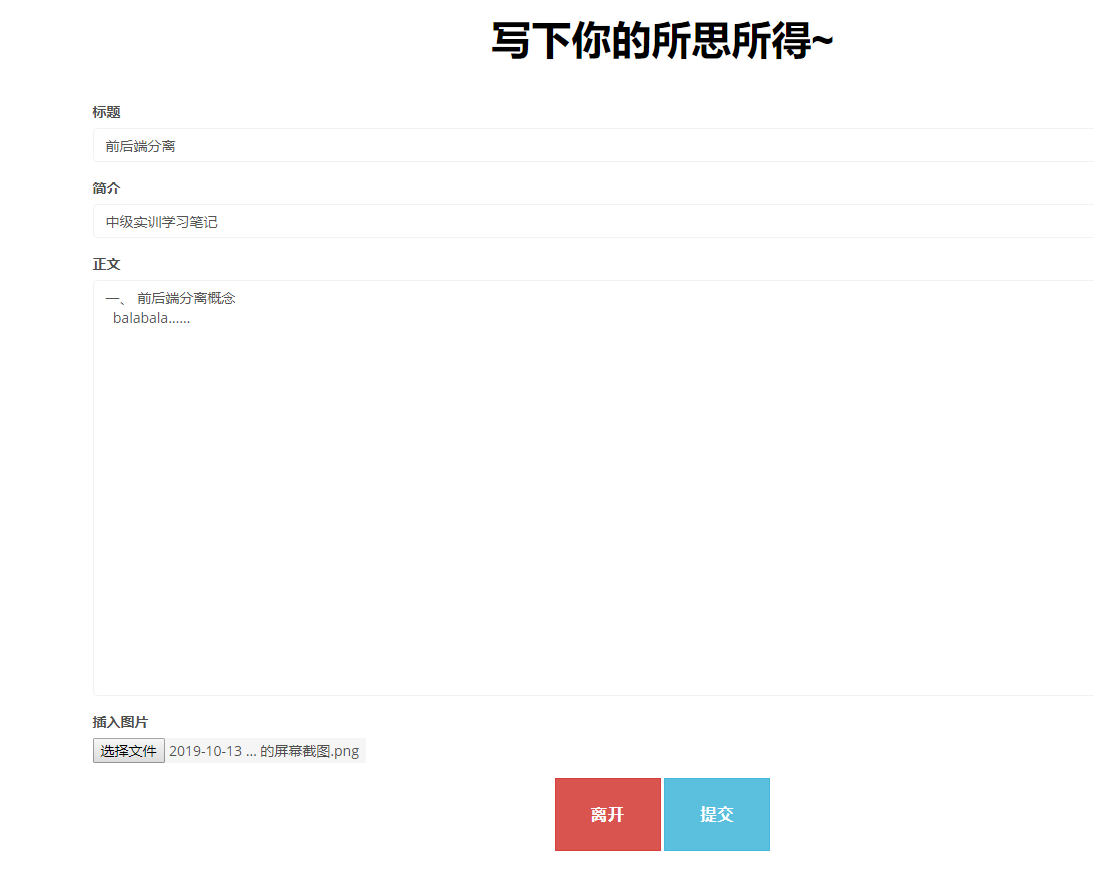 写下你的所思所得~
标题
前后端分离
简介
中级实训学习笔记
正文
一、 前后端分离概念
balabala......
插入图片
选择文件 2019-10-13 ... 的屏幕截图.png
离开 提交